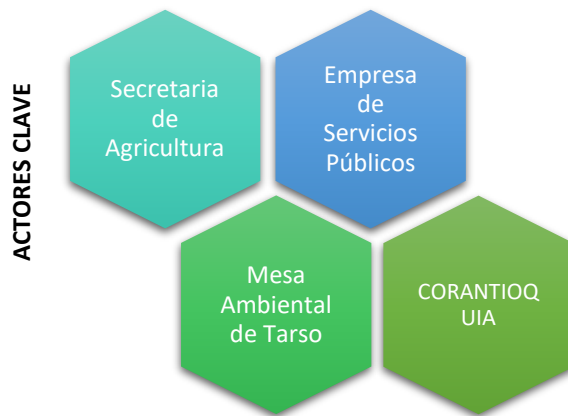 ACTORES CLAVE
Secretaria
de
Agricultura
Empresa
de
Servicios
Públicos
Mesa
Ambiental
de Tarso
CORANTIOQ
UIA